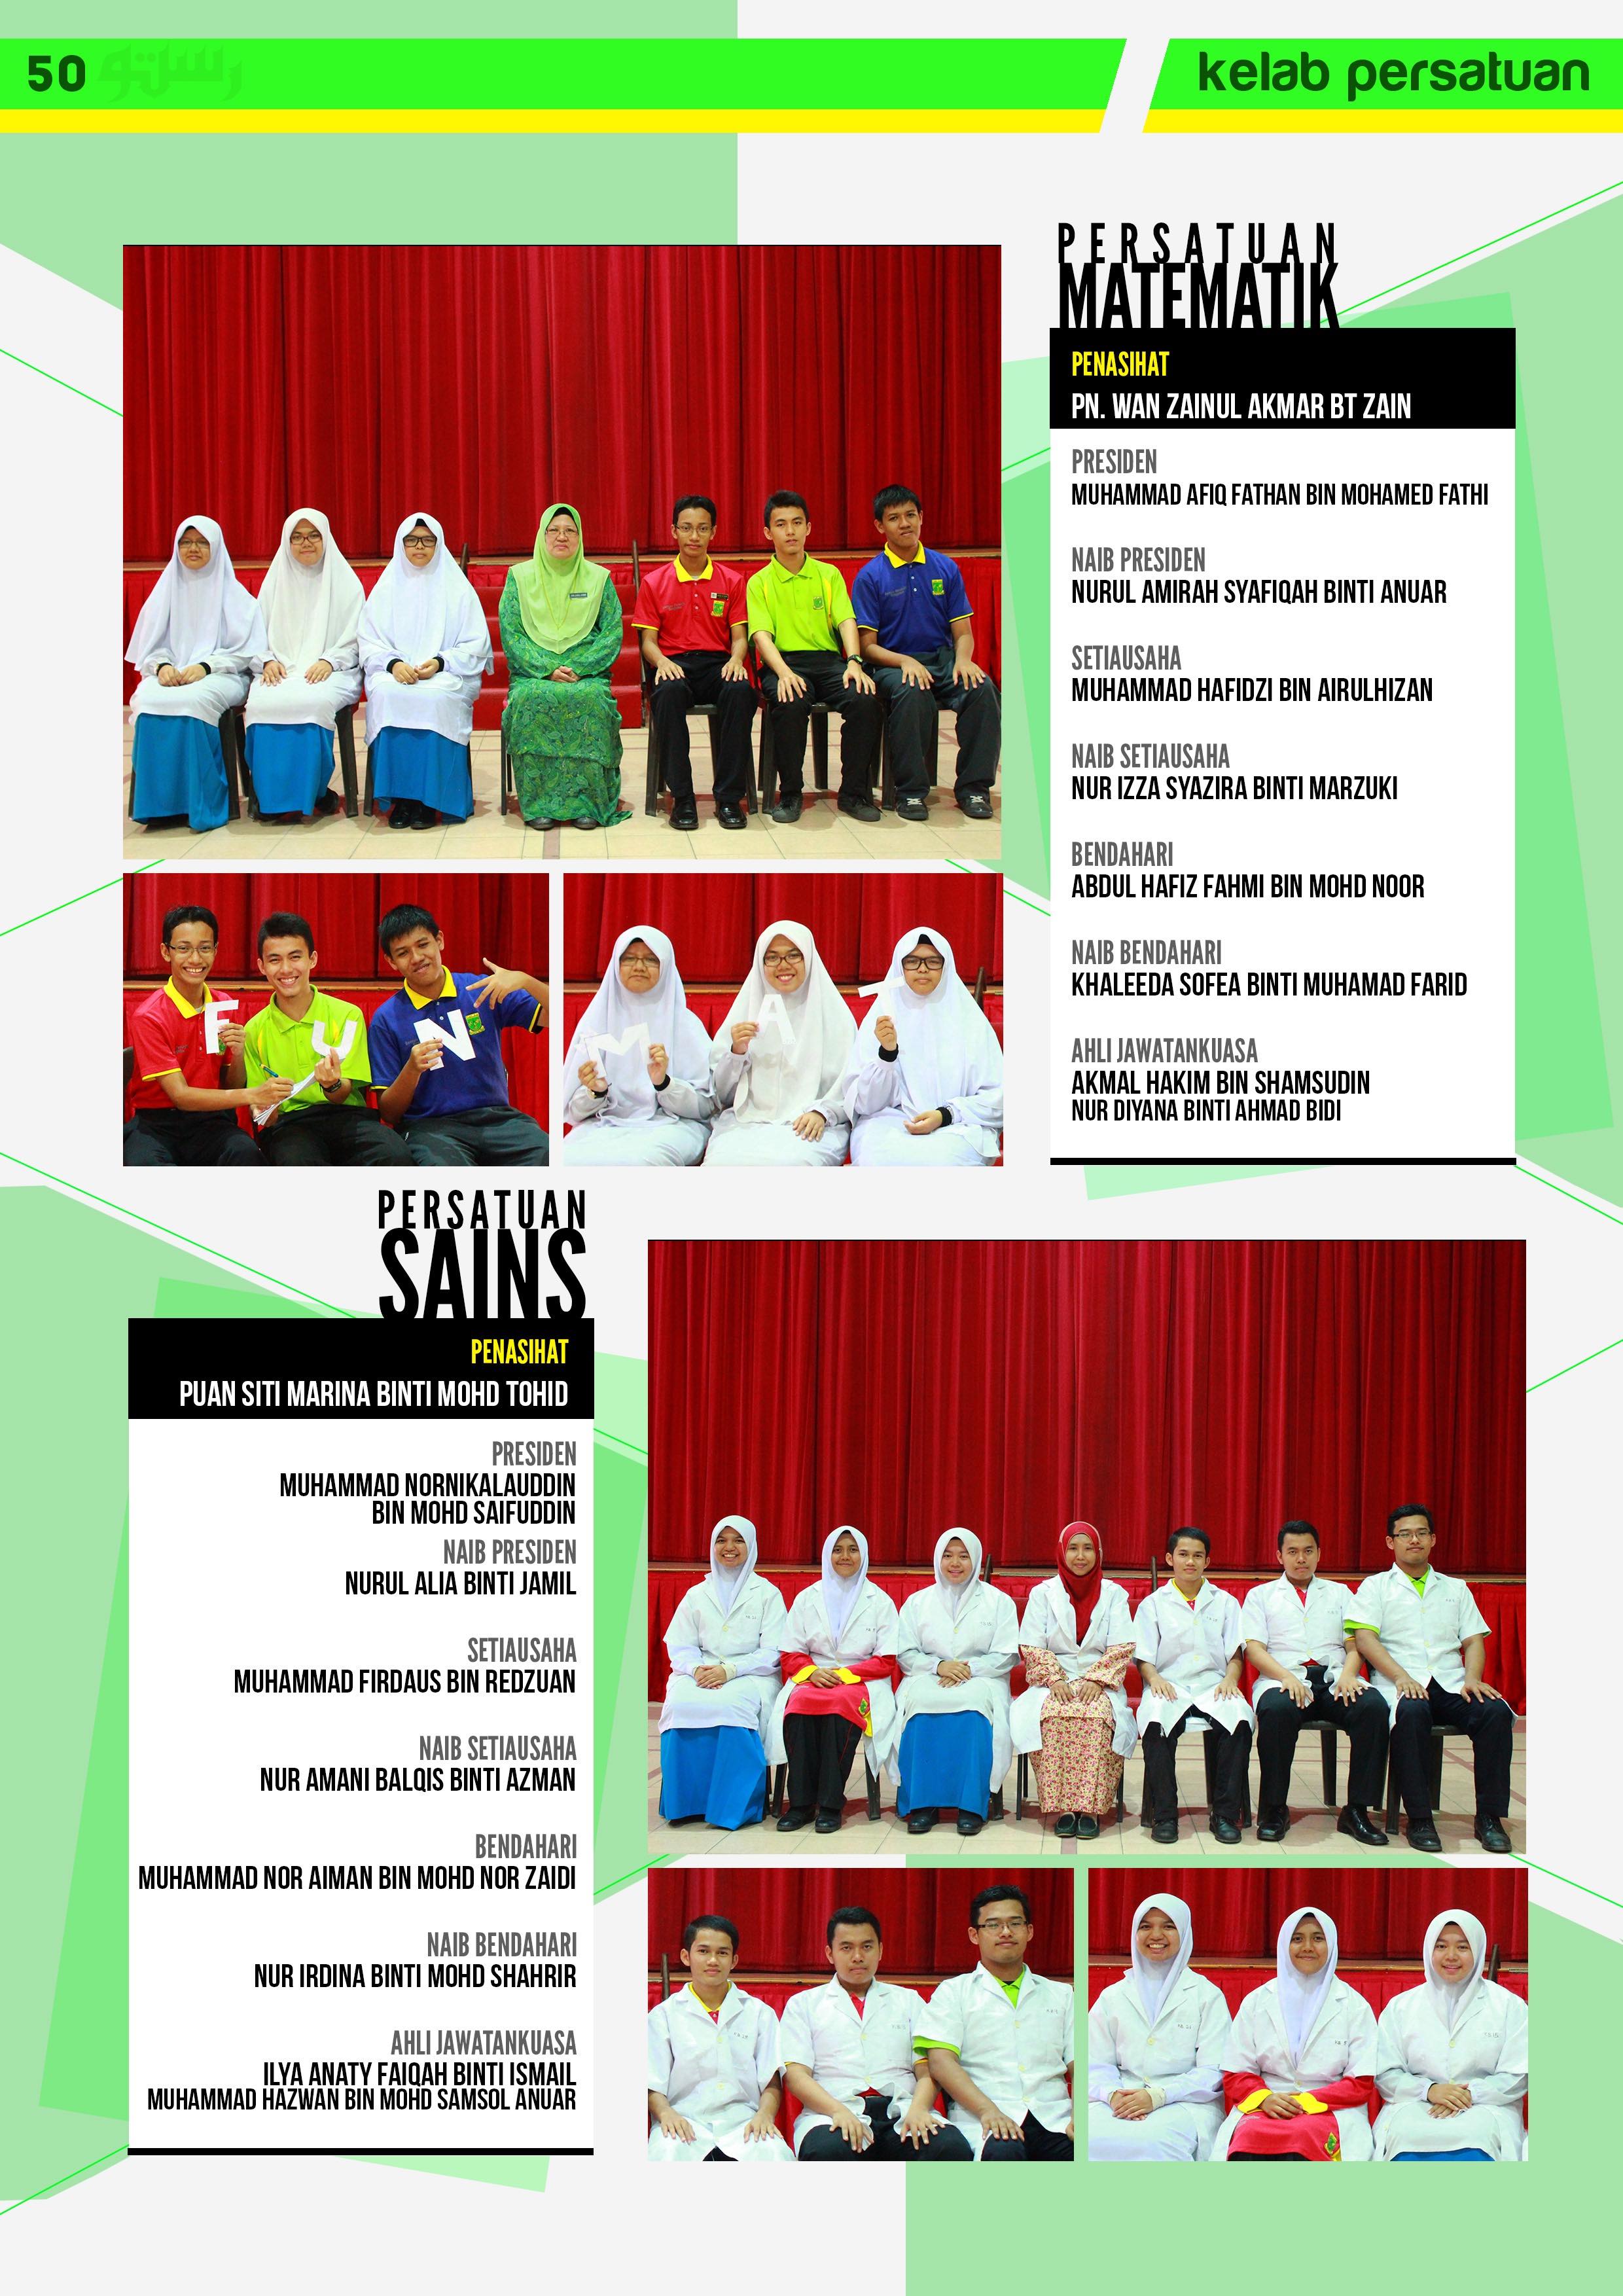 50 رستو
kelab persatuan
PERSATUAN
MATEMATIK
PENASIHAT
PN. WAN ZAINUL AKMAR BT ZAIN
PRESIDEN
MUHAMMAD AFIQ FATHAN BIN MOHAMED FATHI
NAIB PRESIDEN
NURUL AMIRAH SYAFIQAH BINTI ANUAR
SETIAUSAHA
MUHAMMAD HAFIDZI BIN AIRULHIZAN
NAIB SETIAUSAHA
NUR IZZA SYAZIRA BINTI MARZUKI
BENDAHARI
ABDUL HAFIZ FAHMI BIN MOHD NOOR
NAIB BENDAHARI
KHALEEDA SOFEA BINTI MUHAMAD FARID
AHLI JAWATANKUASA
AKMAL HAKIM BIN SHAMSUDIN
NUR DIYANA BINTI AHMAD BIDI
F U N
M A T
PERSATUAN
SAINS
PENASIHAT
PUAN SITI MARINA BINTI MOHD TOHID
PRESIDEN
MUHAMMAD NORNIKALAUDDIN
BIN MOHD SAIFUDDIN
NAIB PRESIDEN
NURUL ALIA BINTI JAMIL
SETIAUSAHA
MUHAMMAD FIRDAUS BIN REDZUAN
NAIB SETIAUSAHA
NUR AMANI BALQIS BINTI AZMAN
BENDAHARI
MUHAMMAD NOR AIMAN BIN MOHD NOR ZAIDI
NAIB BENDAHARI
NUR IRDINA BINTI MOHD SHAHRIR
AHLI JAWATANKUASA
ILYA ANATY FAIQAH BINTI ISMAIL
MUHAMMAD HAZWAN BIN MOHD SAMSOL ANUAR